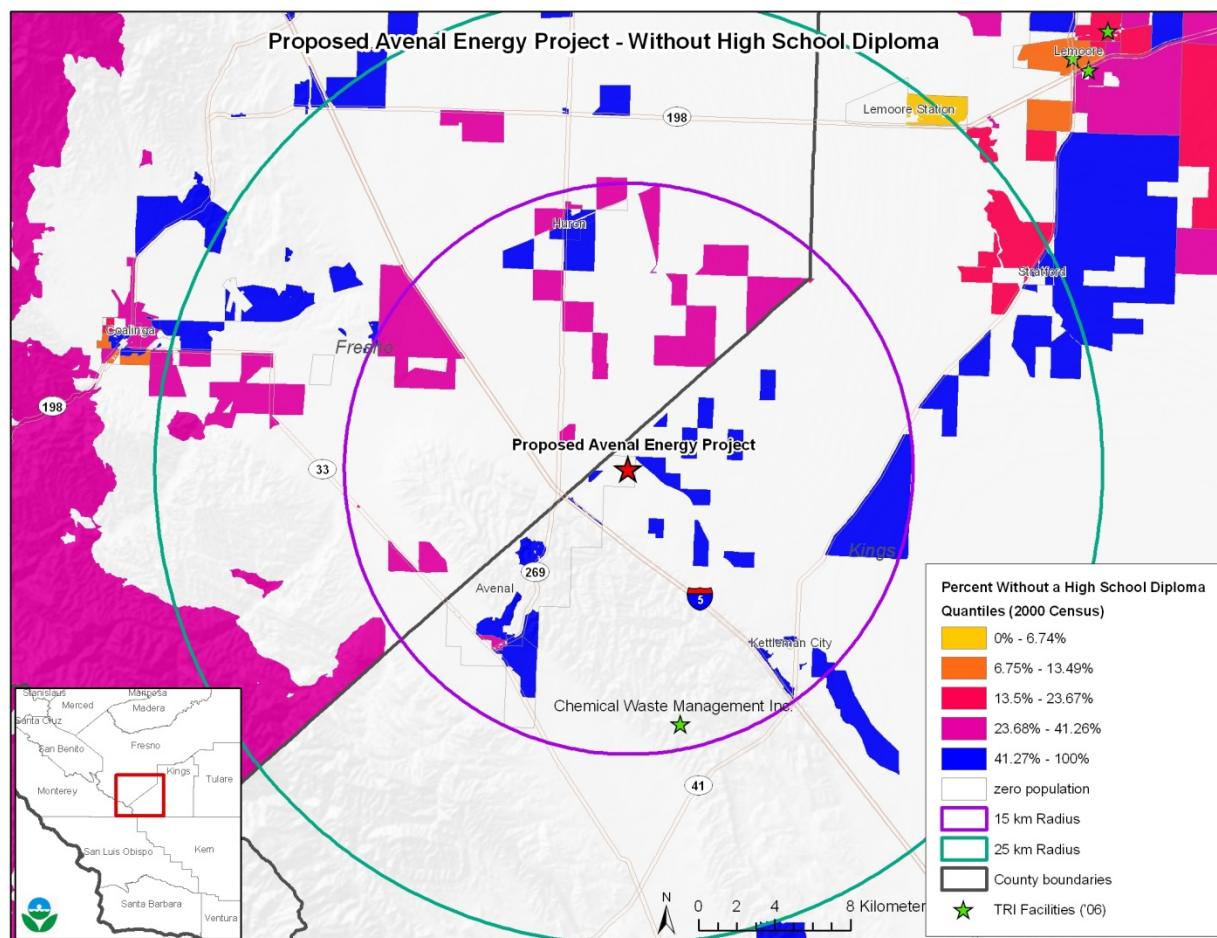 Proposed Avenal Energy Project - Without High School Diploma
Lemoore
Lemoore Station
198
Huron
Stratford
Coalinga
Fresno
198
Proposed Avenal Energy Project
33
Kings
269
Avenal
5
Kettleman City
Chemical Waste Management Inc.
41
N
0 2 4 8 Kilometer
Percent Without a High School Diploma
Quantiles (2000 Census)
0% - 6.74%
6.75% - 13.49%
13.5% - 23.67%
23.68% - 41.26%
41.27% - 100%
zero population
15 km Radius
25 km Radius
County boundaries
TRI Facilities ('06)
Stanislaus
Mariposa
Merced
Madera
Santa Cruz
Fresno
San Benito
Kings
Tulare
Monterey
San Luis Obispo
Kern
Santa Barbara
Ventura